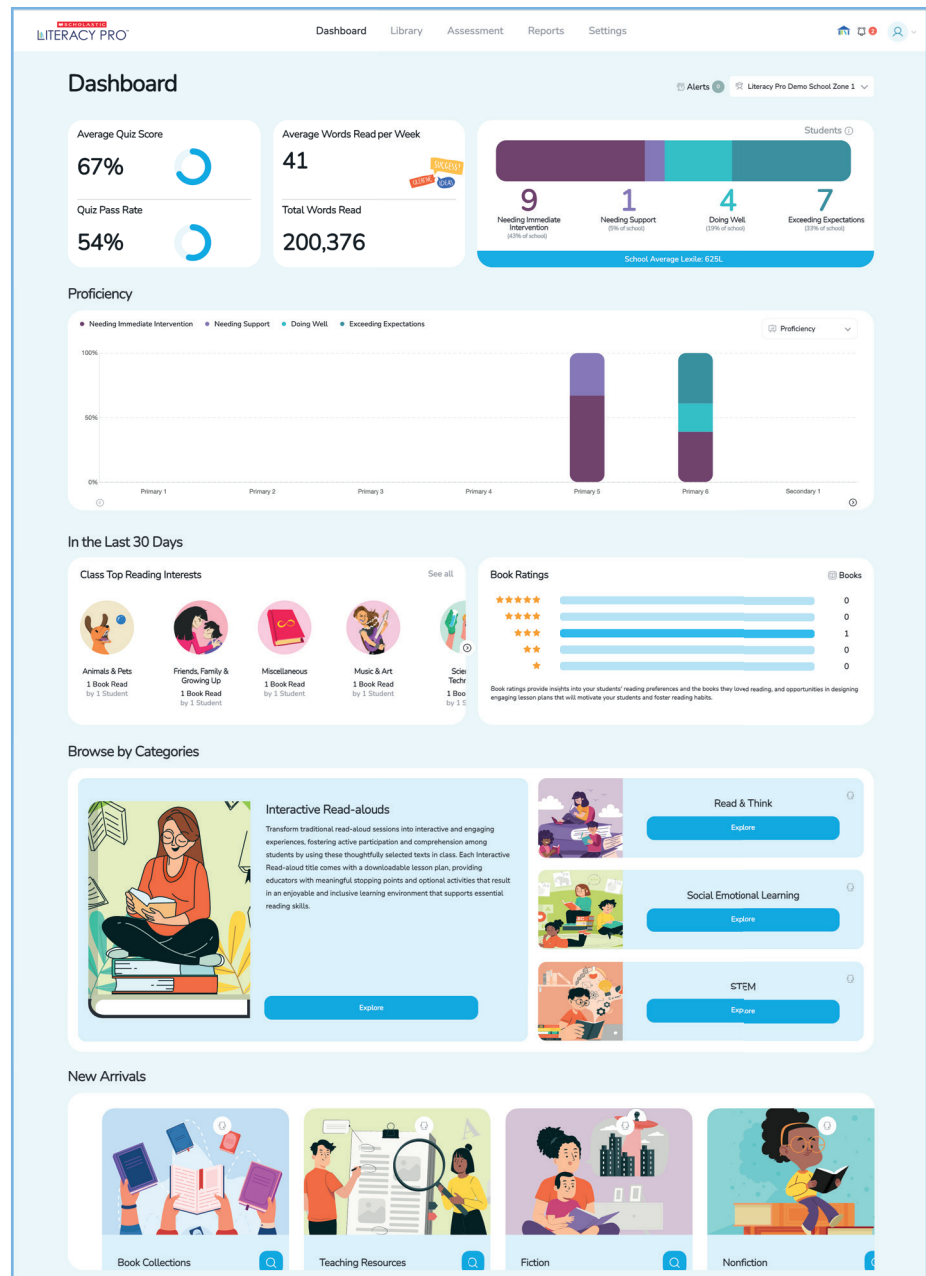 SCHOLASTIC
LITERACY PRO
Dashboard Library Assessment Reports Settings
Dashboard
Alerts 0 Literacy Pro Demo School Zone 1
Average Quiz Score
67%
Quiz Pass Rate
54%
Average Words Read per Week
41
SUCCESS!
EXTREME
IDEAS
Total Words Read
200,376
Students
9
Needing Immediate
Intervention
(43% of school)
1
Needing Support
(5% of school)
4
Doing Well
(19% of school)
7
Exceeding Expectations
(33% of school)
School Average Lexile: 625L
Proficiency
Needing Immediate Intervention Needing Support Doing Well Exceeding Expectations
Proficiency
100%
50%
0%
Primary 1 Primary 2 Primary 3 Primary 4 Primary 5 Primary 6 Secondary 1
In the Last 30 Days
Class Top Reading Interests See all
Animals & Pets
1 Book Read
by 1 Student
Friends, Family &
Growing Up
1 Book Read
by 1 Student
Miscellaneous
1 Book Read
by 1 Student
Music & Art
1 Book Read
by 1 Student
Scie
Techr
1 Boo
by 1 S
Book Ratings Books
0
0
1
0
0
Book ratings provide insights into your students' reading preferences and the books they loved reading, and opportunities in designing
engaging lesson plans that will motivate your students and foster reading habits.
Browse by Categories
Interactive Read-alouds
Transform traditional read-aloud sessions into interactive and engaging
experiences, fostering active participation and comprehension among
students by using these thoughtfully selected texts in class. Each Interactive
Read-aloud title comes with a downloadable lesson plan, providing
educators with meaningful stopping points and optional activities that result
in an enjoyable and inclusive learning environment that supports essential
reading skills.
Explore
Read & Think
Explore
Social Emotional Learning
Explore
STEM
Explore
New Arrivals
Book Collections
Teaching Resources
Fiction
Nonfiction